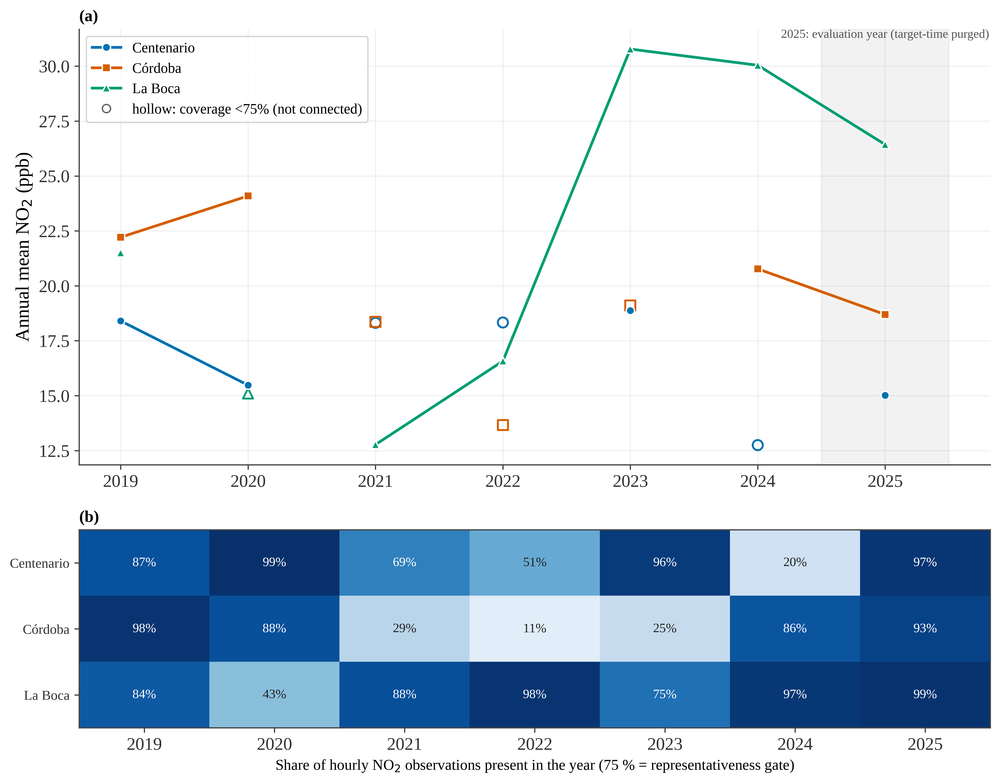 (a)
2025: evaluation year (target-time purged)
Centenario
Córdoba
La Boca
hollow: coverage <75% (not connected)
Annual mean NO₂ (ppb)
30.0
27.5
25.0
22.5
20.0
17.5
15.0
12.5
2019 2020 2021 2022 2023 2024 2025
(b)
Centenario 87% 99% 69% 51% 96% 20% 97%
Córdoba 98% 88% 29% 11% 25% 86% 93%
La Boca 84% 43% 88% 98% 75% 97% 99%
2019 2020 2021 2022 2023 2024 2025
Share of hourly NO₂ observations present in the year (75 % = representativeness gate)